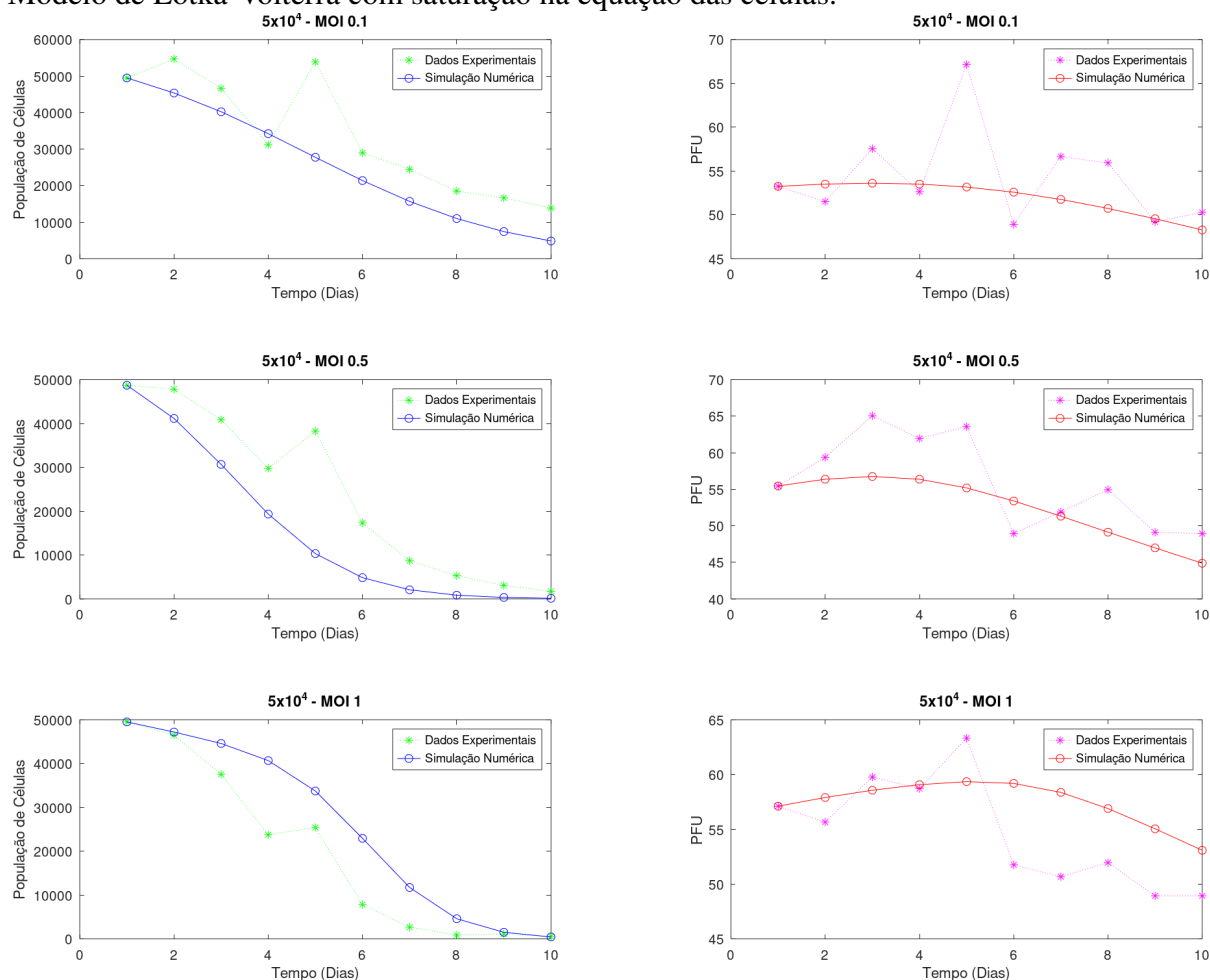 Modelo de Lotka-Volterra com saturação na equação das células.
5x10⁴ - MOI 0.1
60000
50000
40000
30000
20000
10000
0
0 2 4 6 8 10
População de Células
Tempo (Dias)
Dados Experimentais
Simulação Numérica
5x10⁴ - MOI 0.1
70
65
60
55
50
45
0 2 4 6 8 10
PFU
Tempo (Dias)
Dados Experimentais
Simulação Numérica
5x10⁴ - MOI 0.5
50000
40000
30000
20000
10000
0
0 2 4 6 8 10
População de Células
Tempo (Dias)
Dados Experimentais
Simulação Numérica
5x10⁴ - MOI 0.5
70
65
60
55
50
45
40
0 2 4 6 8 10
PFU
Tempo (Dias)
Dados Experimentais
Simulação Numérica
5x10⁴ - MOI 1
50000
40000
30000
20000
10000
0
0 2 4 6 8 10
População de Células
Tempo (Dias)
Dados Experimentais
Simulação Numérica
5x10⁴ - MOI 1
65
60
55
50
45
0 2 4 6 8 10
PFU
Tempo (Dias)
Dados Experimentais
Simulação Numérica